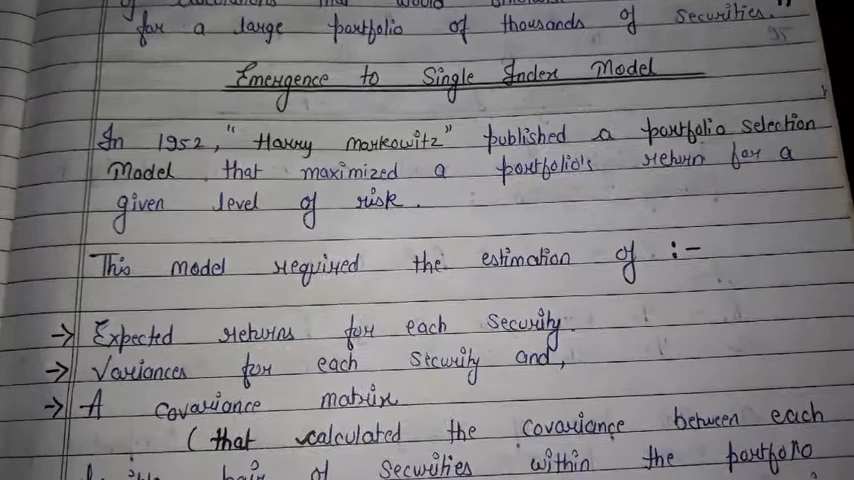 for a large portfolio of thousands of securities."
Emergence to Single Index Model
In 1952, "Harry Markowitz" published a portfolio selection
Model that maximized a portfolio's return for a
given level of risk.
This model required the estimation of :-
→ Expected returns for each security.
→ Variances for each security and,
→ A covariance matrix
(that calculated the covariance between each
pair of securities within the portfolio